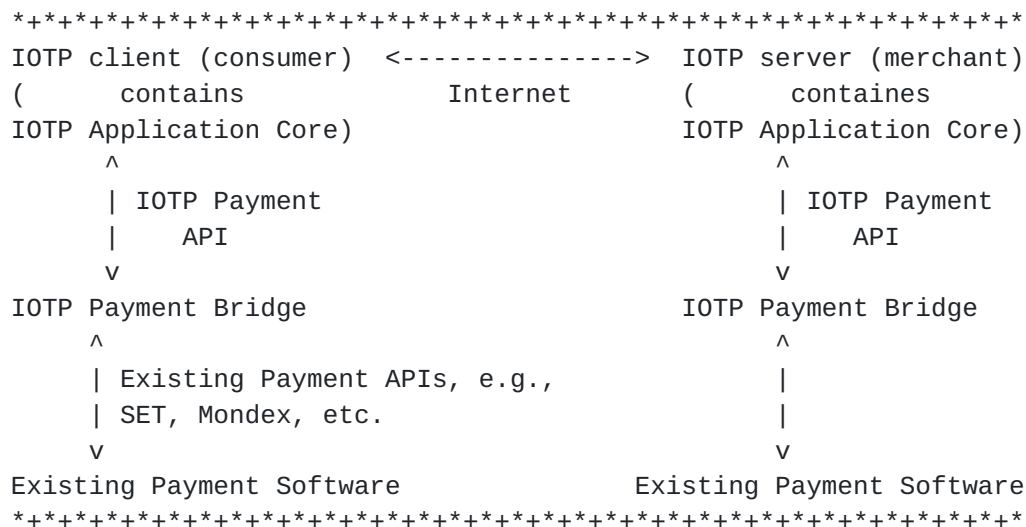 *+*+*+*+*+*+*+*+*+*+*+*+*+*+*+*+*+*+*+*+*+*+*+*+*+*+*+*+*+*+*+*+*+*
IOTP client (consumer)  <---------------> IOTP server (merchant)
(      contains             Internet       (      containes
IOTP Application Core)                     IOTP Application Core)
      ^                                          ^
      | IOTP Payment                             | IOTP Payment
      |    API                                   |    API
      v                                          v
IOTP Payment Bridge                        IOTP Payment Bridge
     ^                                           ^
     | Existing Payment APIs, e.g.,              |
     | SET, Mondex, etc.                         |
     v                                           v
Existing Payment Software               Existing Payment Software
*+*+*+*+*+*+*+*+*+*+*+*+*+*+*+*+*+*+*+*+*+*+*+*+*+*+*+*+*+*+*+*+*+*